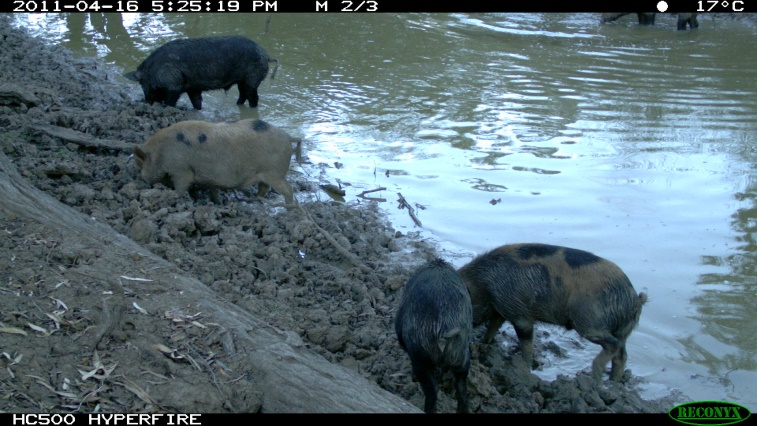 2011-04-16 5:25:19 PM M 2/3 17°C
HC500 HYPERFIRE
RECONYX